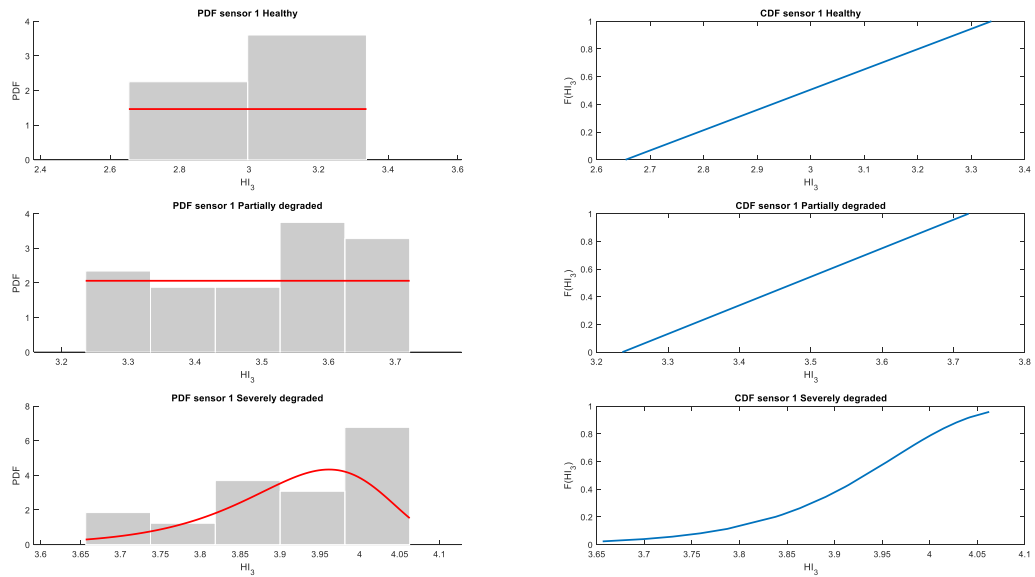 PDF sensor 1 Healthy
4
3
2
1
0
PDF
2.4 2.6 2.8 3 3.2 3.4 3.6
HI3
CDF sensor 1 Healthy
1
0.8
0.6
0.4
0.2
0
F(HI3)
2.6 2.7 2.8 2.9 3 3.1 3.2 3.3 3.4
HI3
PDF sensor 1 Partially degraded
4
3
2
1
0
PDF
3.2 3.3 3.4 3.5 3.6 3.7
HI3
CDF sensor 1 Partially degraded
1
0.8
0.6
0.4
0.2
0
F(HI3)
3.2 3.3 3.4 3.5 3.6 3.7 3.8
HI3
PDF sensor 1 Severely degraded
8
6
4
2
0
PDF
3.6 3.65 3.7 3.75 3.8 3.85 3.9 3.95 4 4.05 4.1
HI3
CDF sensor 1 Severely degraded
1
0.8
0.6
0.4
0.2
0
F(HI3)
3.65 3.7 3.75 3.8 3.85 3.9 3.95 4 4.05 4.1
HI3